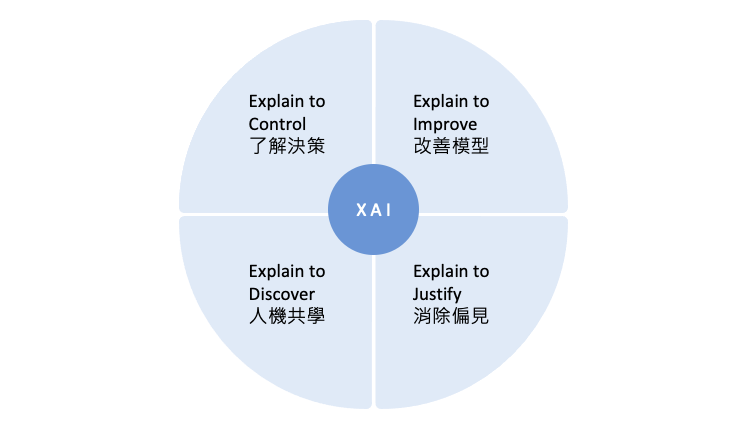 Explain to
Control
了解決策
Explain to
Improve
改善模型
XAI
Explain to
Discover
人機共學
Explain to
Justify
消除偏見